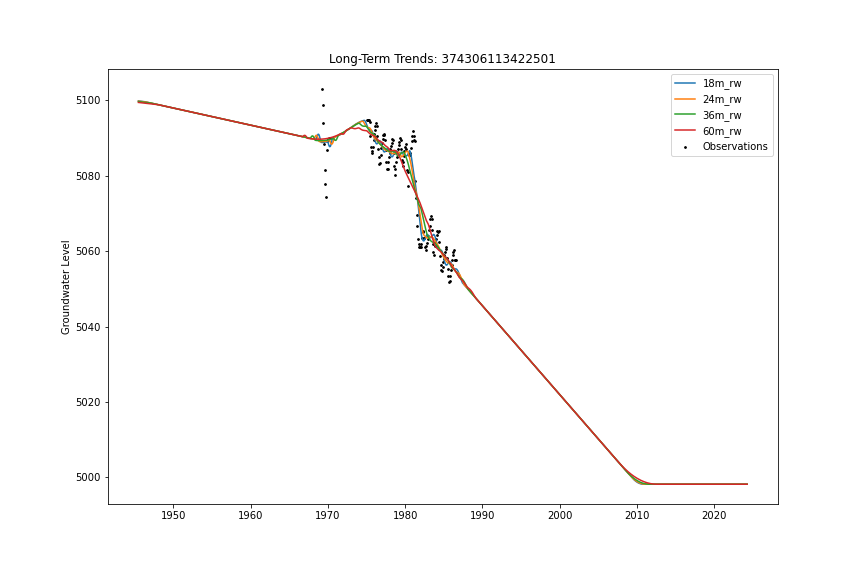 Long-Term Trends: 374306113422501
18m_rw
24m_rw
36m_rw
60m_rw
Observations
Groundwater Level
5100
5080
5060
5040
5020
5000
1950
1960
1970
1980
1990
2000
2010
2020